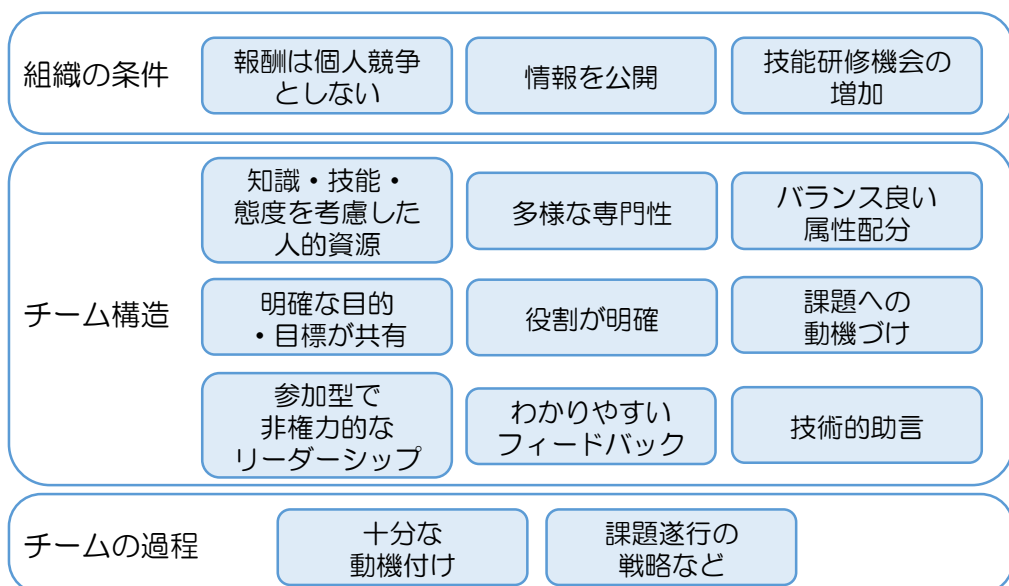 組織の条件
報酬は個人競争
としない
情報を公開
技能研修機会の
増加
チーム構造
知識・技能・
態度を考慮した
人的資源
多様な専門性
バランス良い
属性配分
明確な目的
・目標が共有
役割が明確
課題への
動機づけ
参加型で
非権力的な
リーダーシップ
わかりやすい
フィードバック
技術的助言
チームの過程
十分な
動機付け
課題遂行の
戦略など